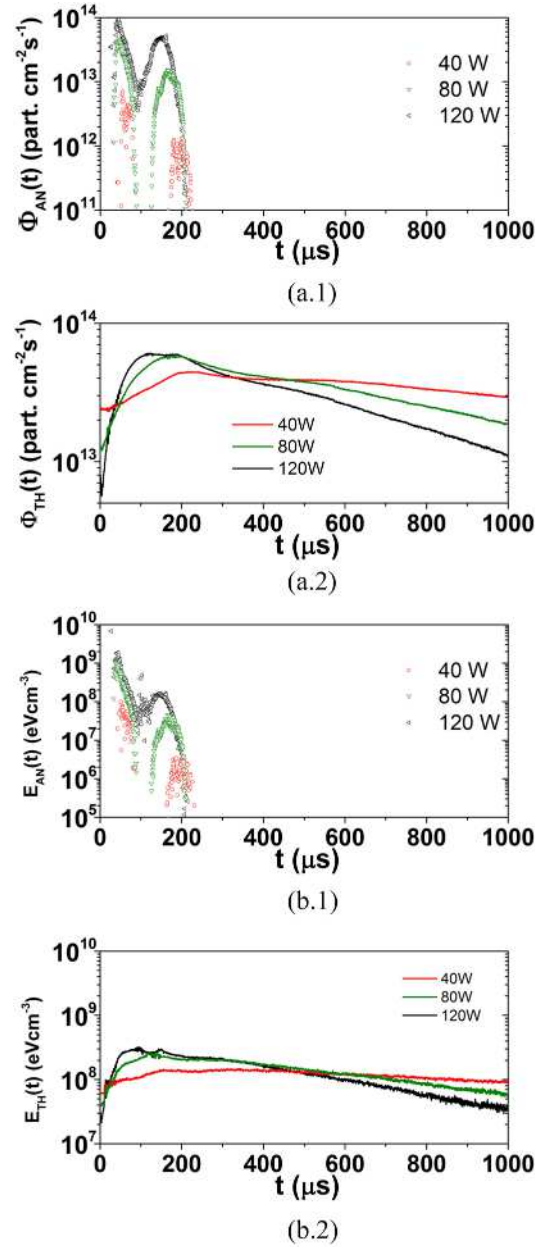 Φ_AN(t) (part. cm⁻²s⁻¹)
10¹⁴
10¹³
10¹²
10¹¹
40 W
80 W
120 W
0 200 400 600 800 1000
t (μs)
(a.1)
Φ_TH(t) (part. cm⁻²s⁻¹)
10¹⁴
10¹³
40W
80W
120W
0 200 400 600 800 1000
t (μs)
(a.2)
E_AN(t) (eVcm⁻³)
10¹⁰
10⁹
10⁸
10⁷
10⁶
10⁵
40 W
80 W
120 W
0 200 400 600 800 1000
t (μs)
(b.1)
E_TH(t) (eVcm⁻³)
10¹⁰
10⁹
10⁸
10⁷
40W
80W
120W
0 200 400 600 800 1000
t (μs)
(b.2)